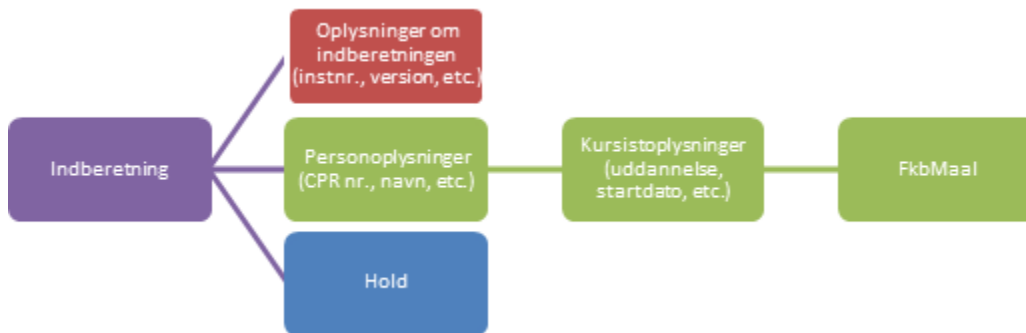 Oplysninger om
indberetningen
(instnr., version, etc.)
Indberetning
Personoplysninger
(CPR nr., navn, etc.)
Kursistoplysninger
(uddannelse,
startdato, etc.)
FkbMaal
Hold